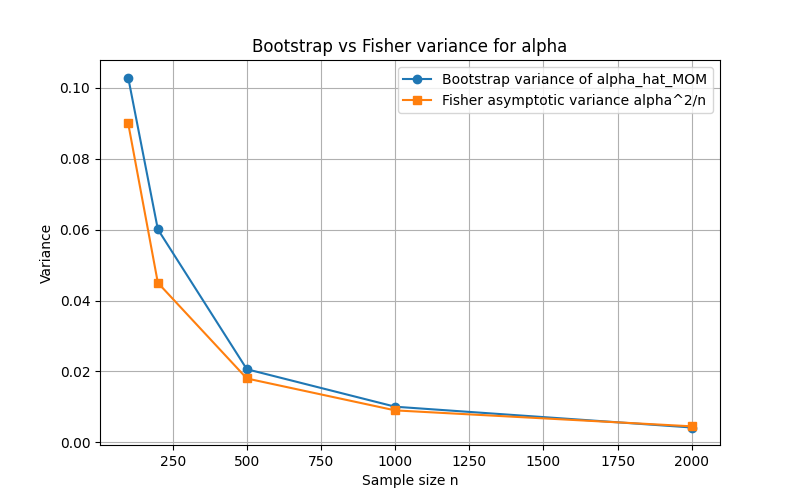 Bootstrap vs Fisher variance for alpha
Bootstrap variance of alpha_hat_MOM
Fisher asymptotic variance alpha^2/n
Variance
0.10
0.08
0.06
0.04
0.02
0.00
250 500 750 1000 1250 1500 1750 2000
Sample size n